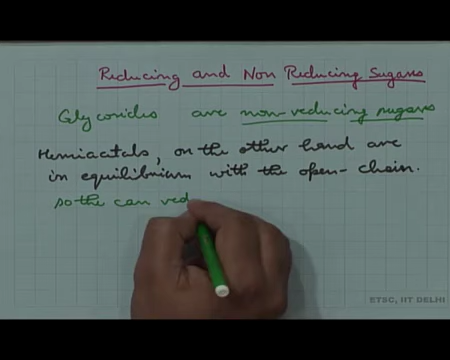 Reducing and Non Reducing Sugars
Glycosides are non-reducing sugars
Hemiacetals, on the other hand are
in equilibrium with the open-chain.
so the can red
ETSC, IIT DELHI